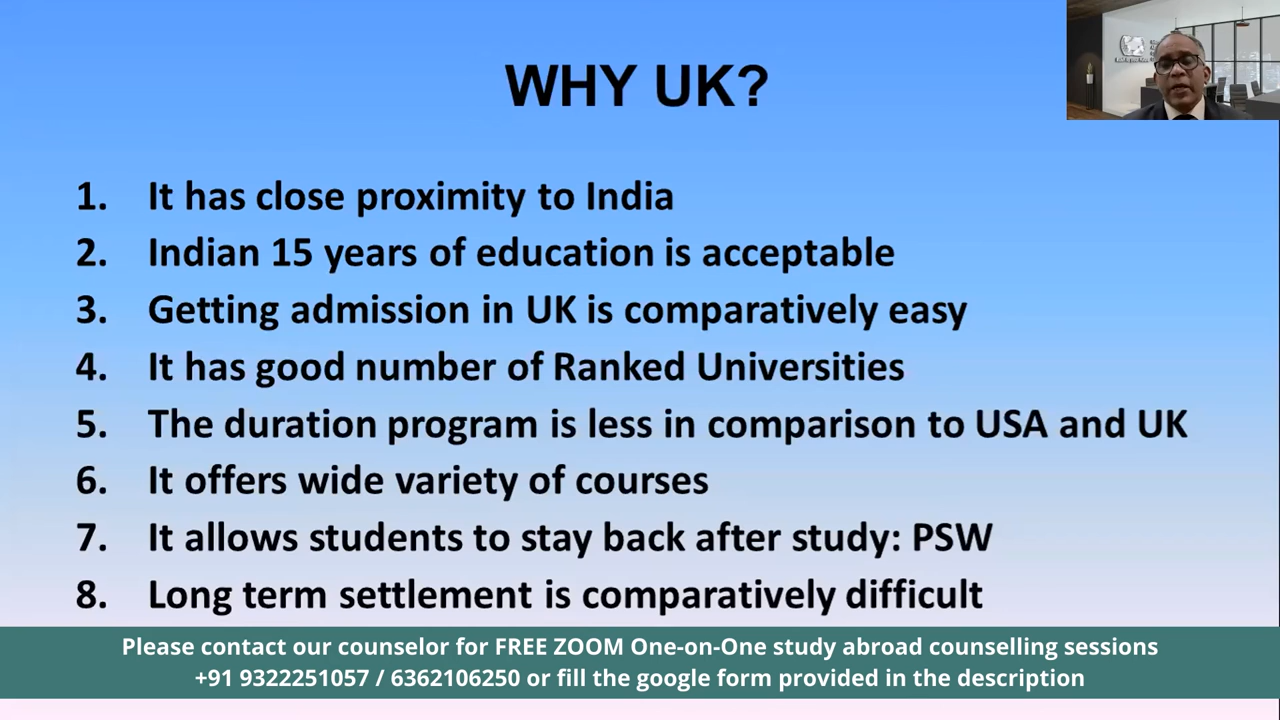 WHY UK?
1. It has close proximity to India
2. Indian 15 years of education is acceptable
3. Getting admission in UK is comparatively easy
4. It has good number of Ranked Universities
5. The duration program is less in comparison to USA and UK
6. It offers wide variety of courses
7. It allows students to stay back after study: PSW
8. Long term settlement is comparatively difficult
Please contact our counselor for FREE ZOOM One-on-One study abroad counselling sessions
+91 9322251057 / 6362106250 or fill the google form provided in the description